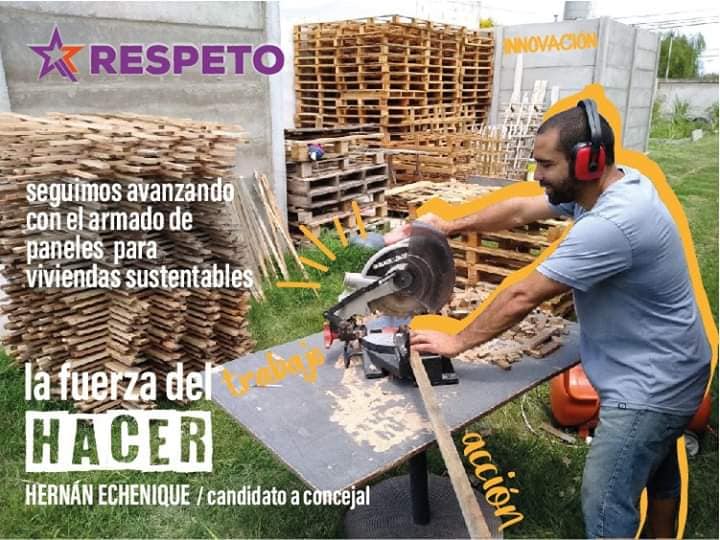 RESPETO
INNOVACIÓN
seguimos avanzando
con el armado de
paneles para
viviendas sustentables
trabajo
la fuerza del
HACER
acción
HERNÁN ECHENIQUE / candidato a concejal